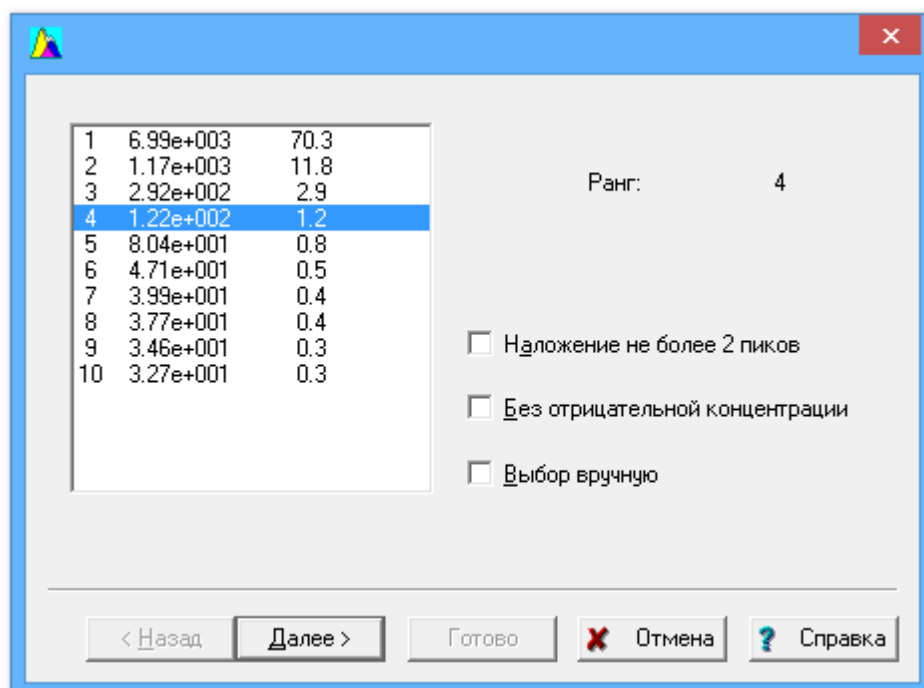 1 6.99e+003 70.3
2 1.17e+003 11.8
3 2.92e+002 2.9
4 1.22e+002 1.2
5 8.04e+001 0.8
6 4.71e+001 0.5
7 3.99e+001 0.4
8 3.77e+001 0.4
9 3.46e+001 0.3
10 3.27e+001 0.3
Ранг: 4
Наложение не более 2 пиков
Без отрицательной концентрации
Выбор вручную
< Назад Далее > Готово Отмена ? Справка